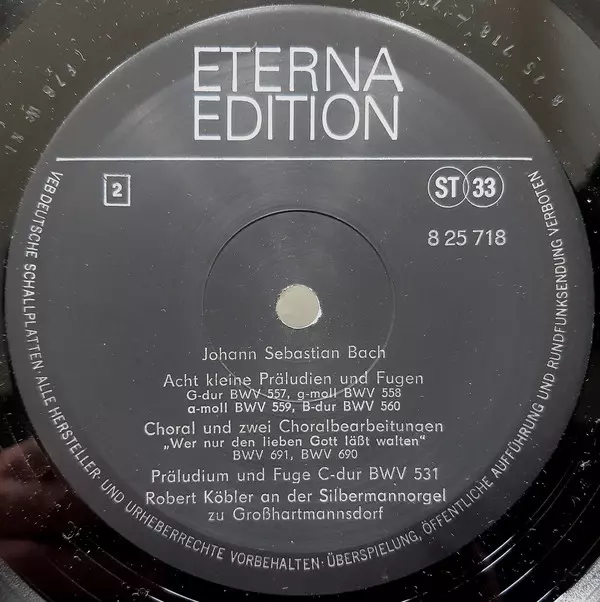 ETERNA
EDITION
2
ST 33
8 25 718
Johann Sebastian Bach
Acht kleine Präludien und Fugen
G-dur BWV 557, g-moll BWV 558
a-moll BWV 559, B-dur BWV 560
Choral und zwei Choralbearbeitungen
„Wer nur den lieben Gott läßt walten“
BWV 691, BWV 690
Präludium und Fuge C-dur BWV 531
Robert Köbler an der Silbermannorgel
zu Großhartmannsdorf
VEB DEUTSCHE SCHALLPLATTEN · ALLE HERSTELLER- UND URHEBERRECHTE VORBEHALTEN · ÜBERSPIELUNG, ÖFFENTLICHE AUFFÜHRUNG UND RUNDFUNKSENDUNG VERBOTEN